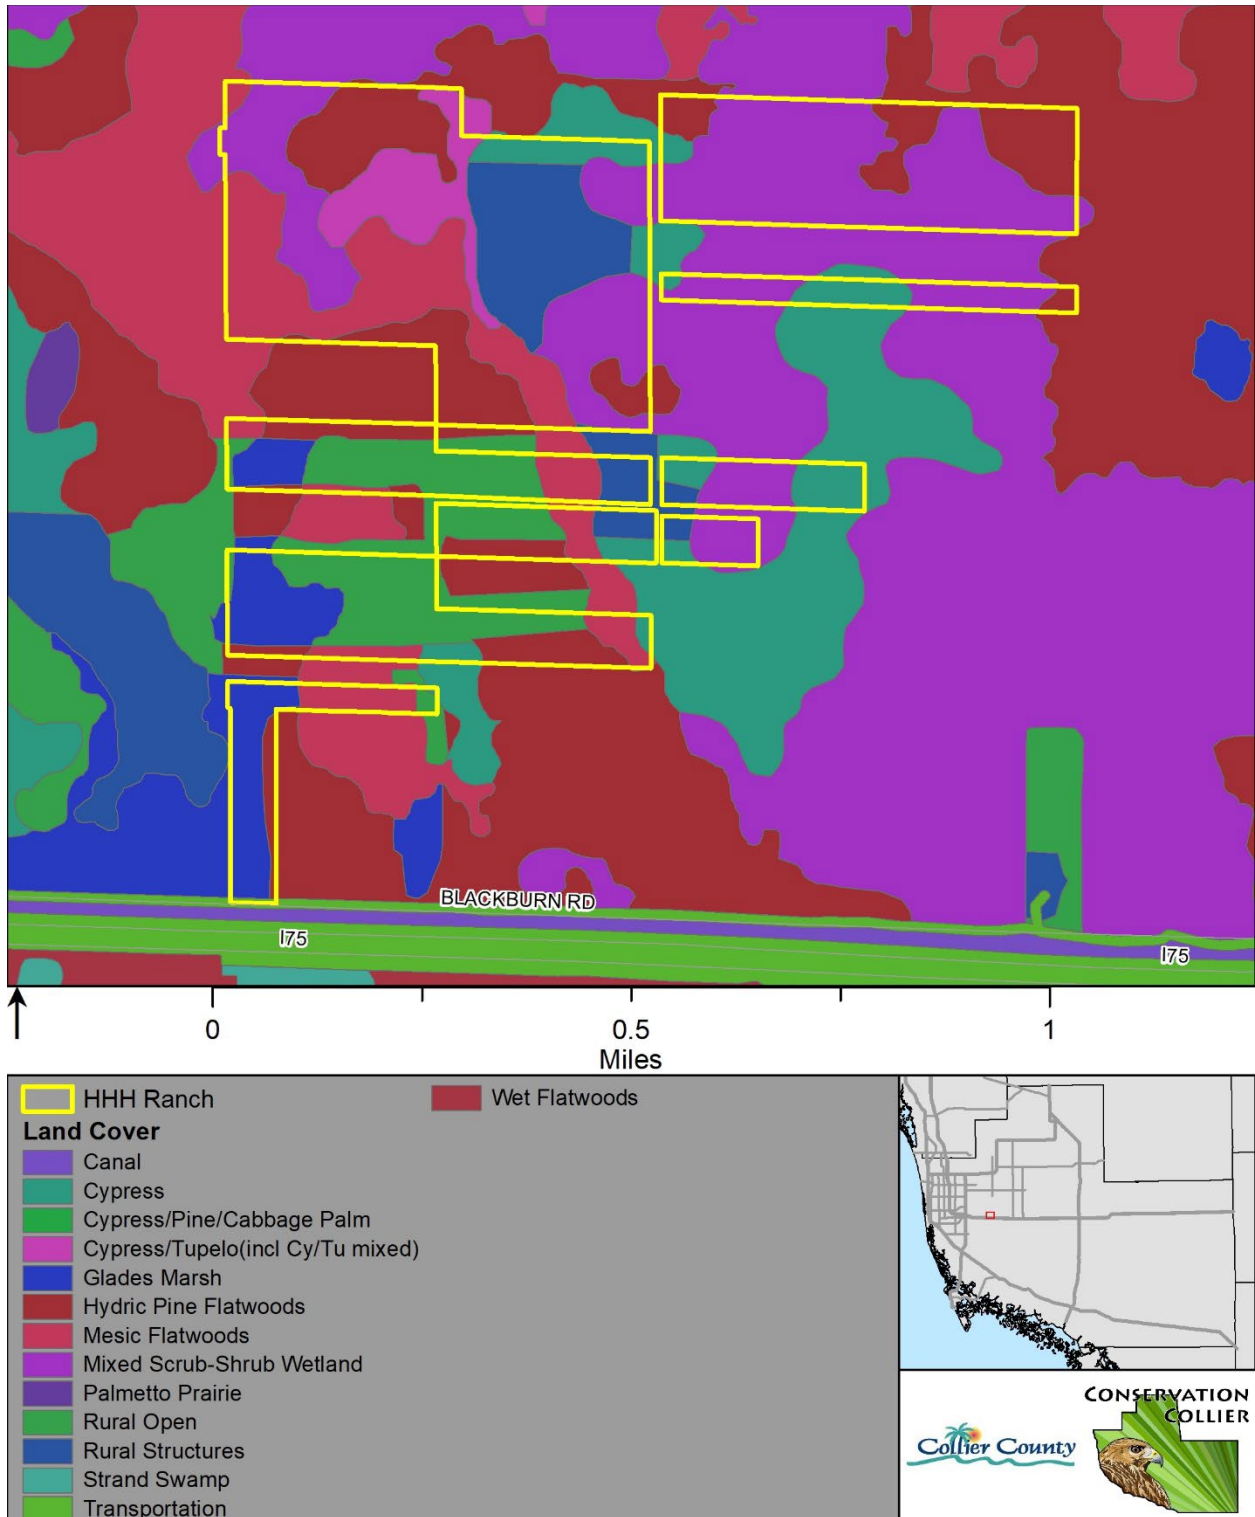 BLACKBURN RD
I75
I75
0
0.5
1
Miles
HHH Ranch
Wet Flatwoods
Land Cover
Canal
Cypress
Cypress/Pine/Cabbage Palm
Cypress/Tupelo(incl Cy/Tu mixed)
Glades Marsh
Hydric Pine Flatwoods
Mesic Flatwoods
Mixed Scrub-Shrub Wetland
Palmetto Prairie
Rural Open
Rural Structures
Strand Swamp
Transportation
CONSERVATION
COLLIER
Collier County